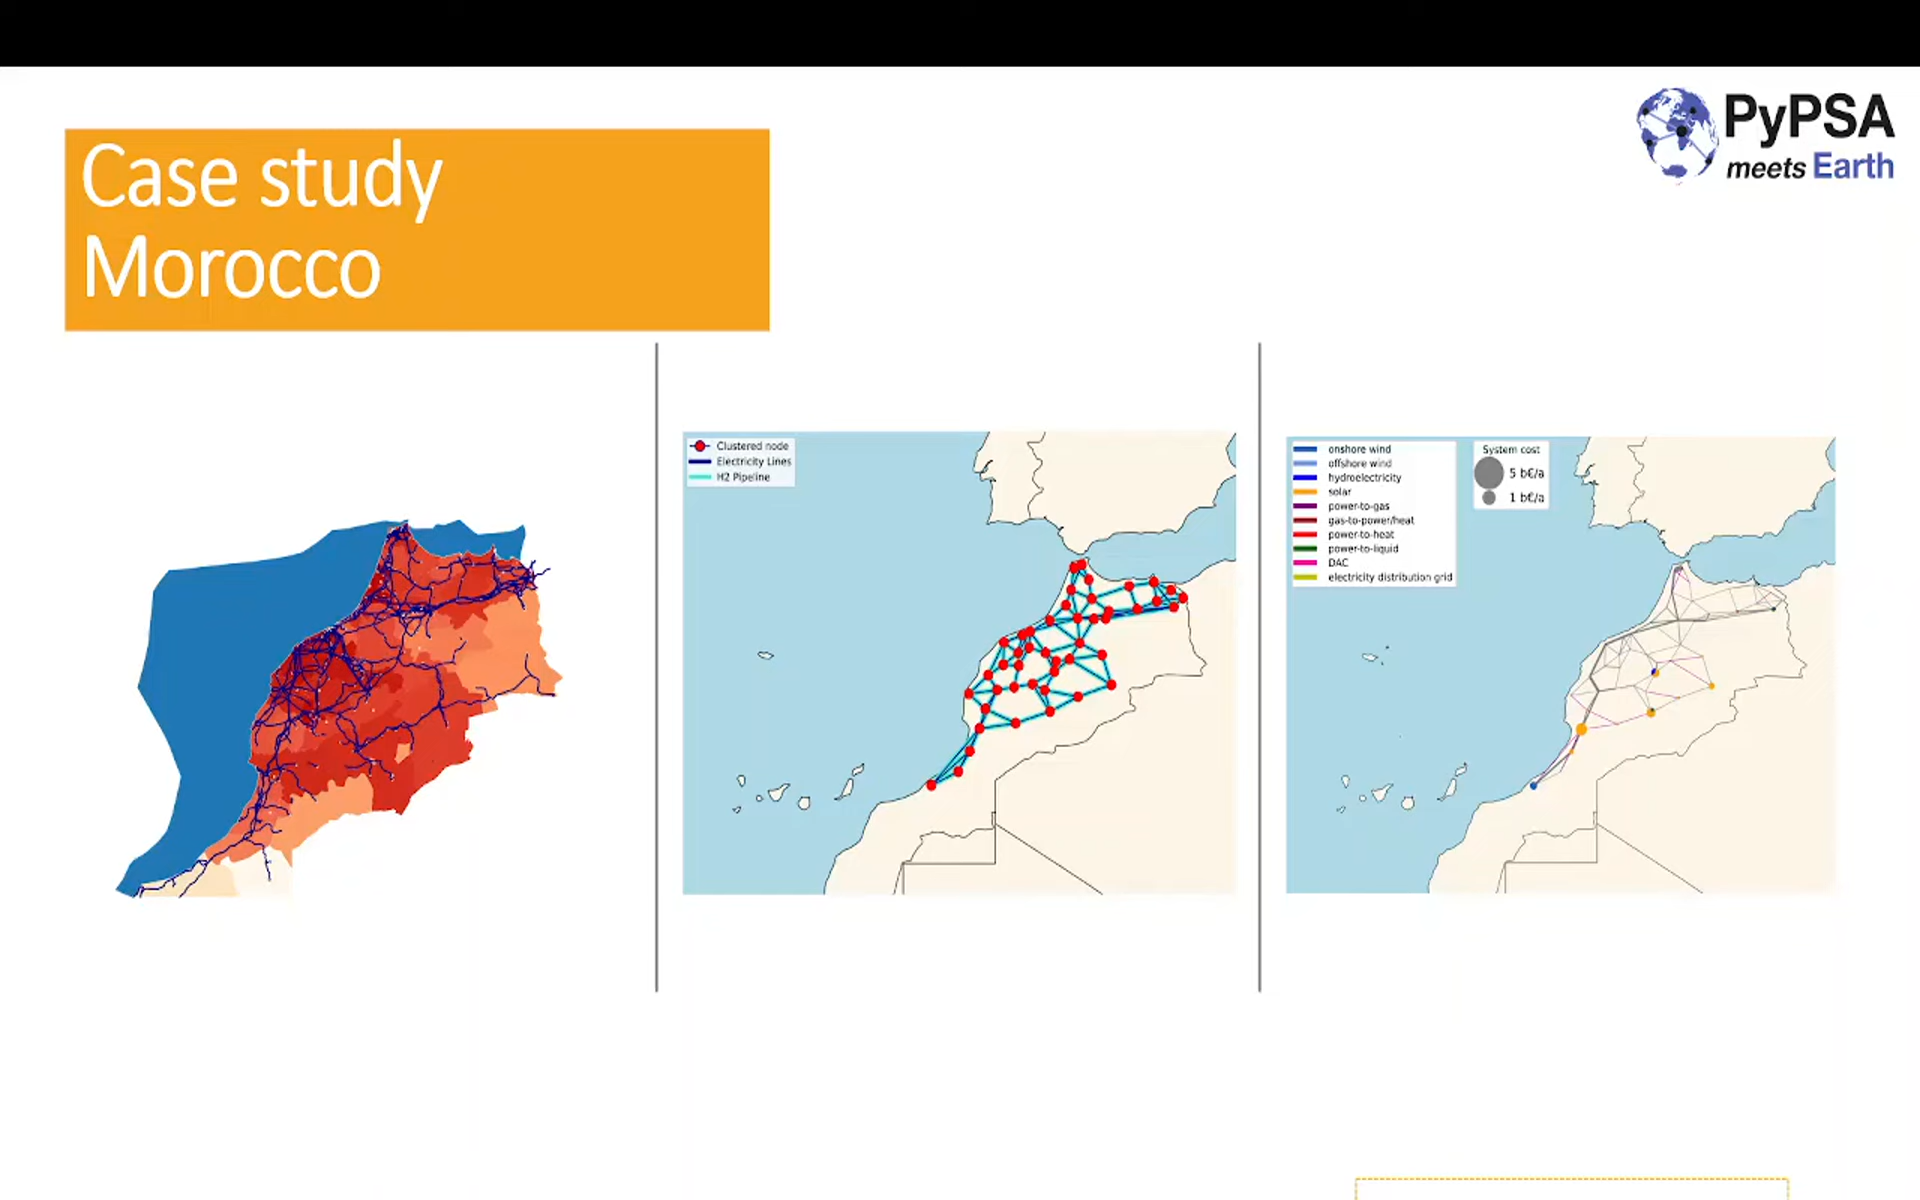 PyPSA
meets Earth
Case study
Morocco
Clustered node
Electricity Lines
H2 Pipeline
onshore wind
offshore wind
hydroelectricity
solar
power-to-gas
gas-to-power/heat
power-to-heat
power-to-liquid
DAC
electricity distribution grid
System cost
5 b€/a
1 b€/a